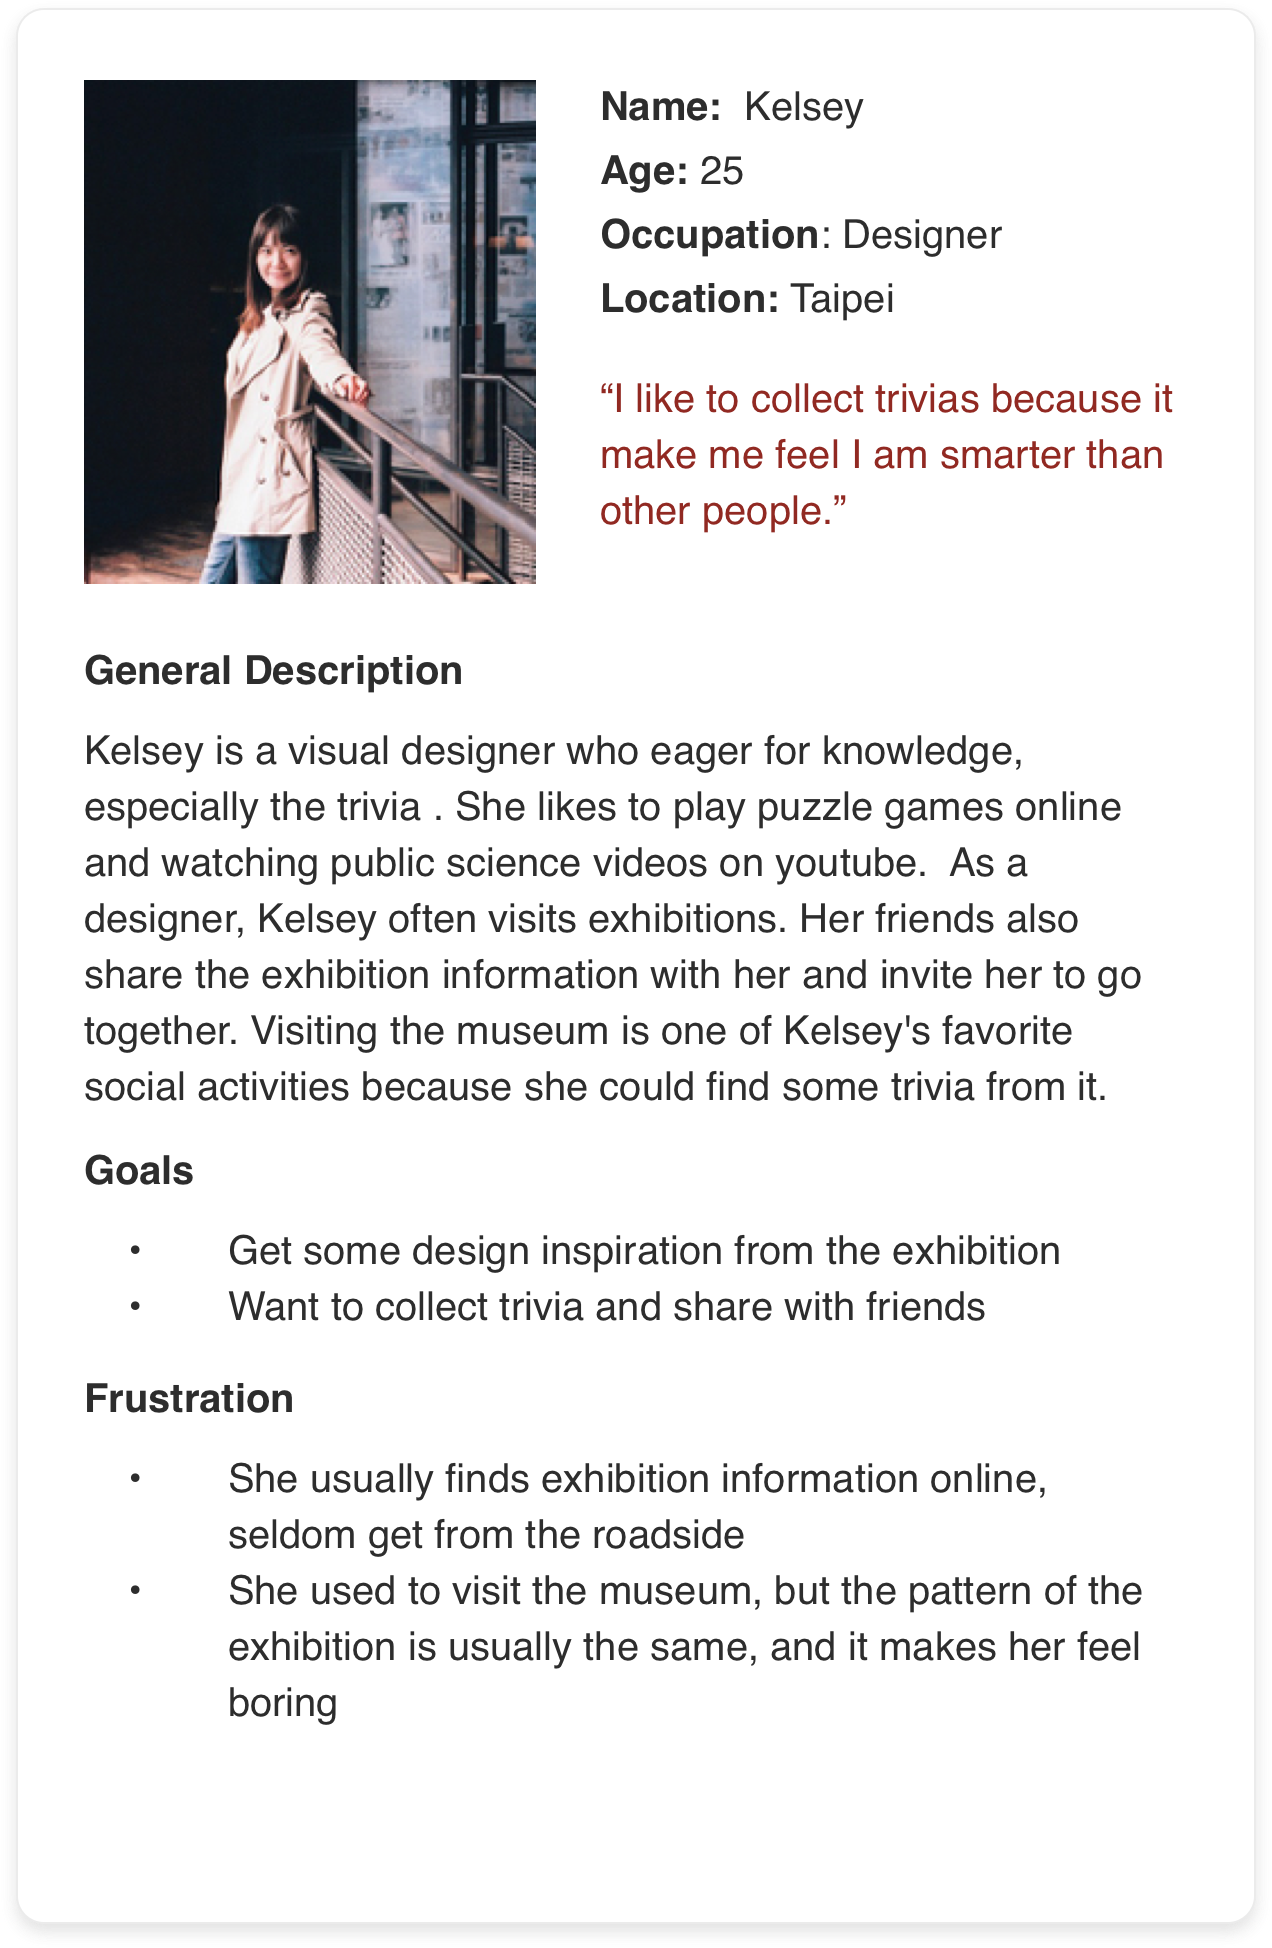 Name: Kelsey
Age: 25
Occupation: Designer
Location: Taipei
“I like to collect trivias because it
make me feel I am smarter than
other people.”
General Description
Kelsey is a visual designer who eager for knowledge,
especially the trivia . She likes to play puzzle games online
and watching public science videos on youtube.  As a
designer, Kelsey often visits exhibitions. Her friends also
share the exhibition information with her and invite her to go
together. Visiting the museum is one of Kelsey's favorite
social activities because she could find some trivia from it.
Goals
• Get some design inspiration from the exhibition
• Want to collect trivia and share with friends
Frustration
• She usually finds exhibition information online,
seldom get from the roadside
• She used to visit the museum, but the pattern of the
exhibition is usually the same, and it makes her feel
boring